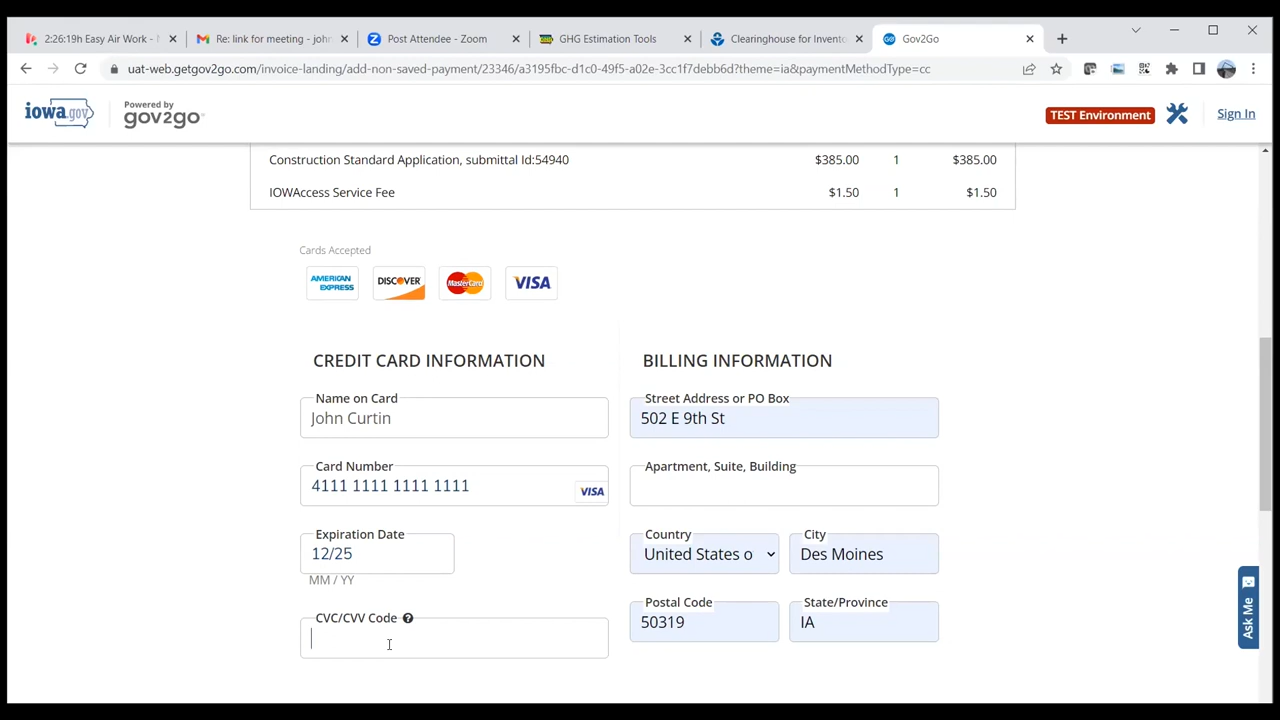 2:26:19h Easy Air Work -
Re: link for meeting - john
Post Attendee - Zoom
GHG Estimation Tools
Clearinghouse for Invento
Gov2Go
uat-web.getgov2go.com/invoice-landing/add-non-saved-payment/23346/a3195fbc-d1c0-49f5-a02e-3cc1f7debb6d?theme=ia&paymentMethodType=cc
iowa.gov
Powered by
gov2go
TEST Environment
Sign In
Construction Standard Application, submittal Id:54940 $385.00 1 $385.00
IOWAccess Service Fee $1.50 1 $1.50
Cards Accepted
AMERICAN
EXPRESS
DISCOVER
MasterCard
VISA
CREDIT CARD INFORMATION
Name on Card
John Curtin
Card Number
4111 1111 1111 1111
VISA
Expiration Date
12/25
MM / YY
CVC/CVV Code ?
BILLING INFORMATION
Street Address or PO Box
502 E 9th St
Apartment, Suite, Building
Country
United States o
City
Des Moines
Postal Code
50319
State/Province
IA
Ask Me